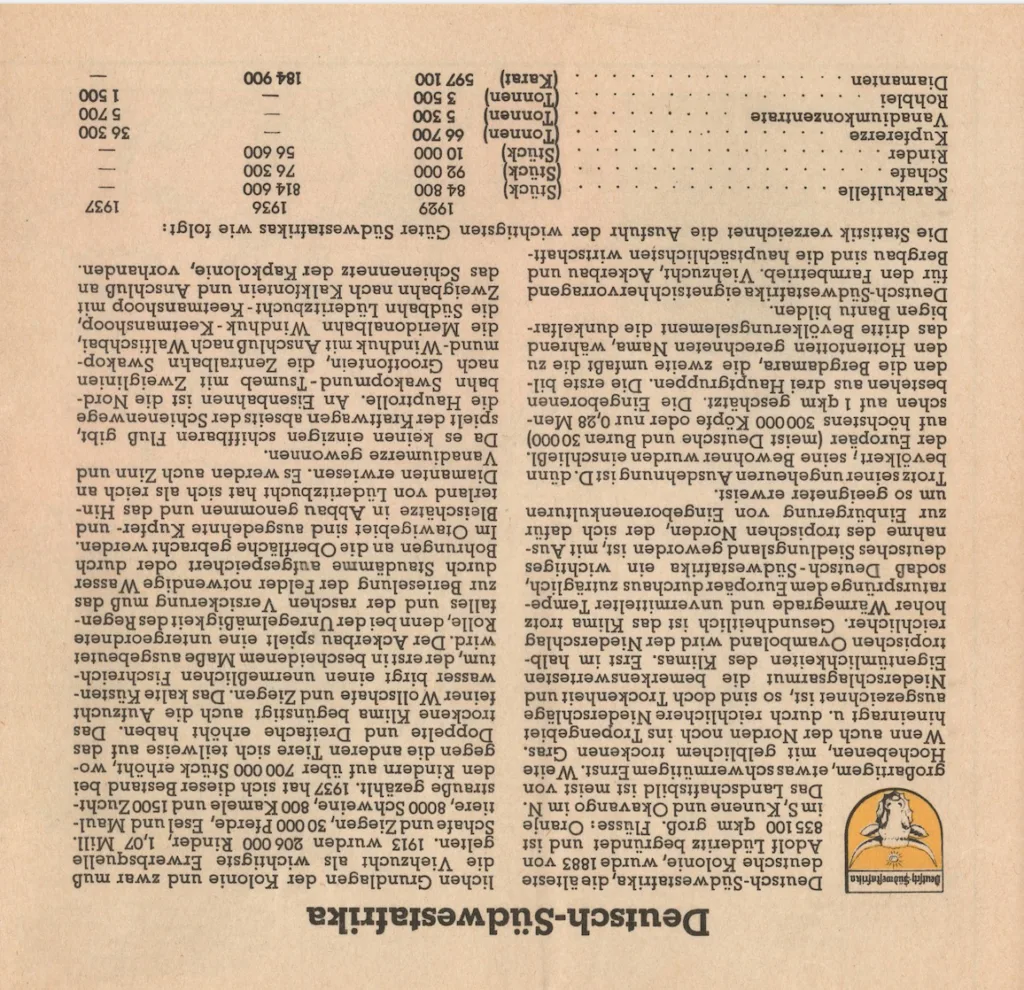 Deutsch-Südwestafrika
Deutsch-Südwestafrika
Deutsch-Südwestafrika, die älteste
deutsche Kolonie, wurde 1883 von
Adolf Lüderitz begründet und ist
835 100 qkm groß. Flüsse: Oranje
im S, Kunene und Okavango im N.
Das Landschaftsbild ist meist von
großartigem, etwas schwermütigem Ernst. Weite
Hochebenen, mit gelblichem trockenen Gras.
Wenn auch der Norden noch ins Tropengebiet
hineinragt u. durch reichlichere Niederschläge
ausgezeichnet ist, so sind doch Trockenheit und
Niederschlagsarmut die bemerkenswertesten
Eigentümlichkeiten des Klimas. Erst im halb-
tropischen Ovamboland wird der Niederschlag
reichlicher. Gesundheitlich ist das Klima trotz
hoher Wärmegrade und unvermittelter Tempe-
ratursprünge dem Europäer durchaus zuträglich,
sodaß Deutsch-Südwestafrika ein wichtiges
deutsches Siedlungsland geworden ist, mit Aus-
nahme des tropischen Norden, der sich dafür
zur Einbürgerung von Eingeborenenkulturen
um so geeigneter erweist.
Trotz seiner ungeheuren Ausdehnung ist D. dünn
bevölkert; seine Bewohner wurden einschließl.
der Europäer (meist Deutsche und Buren 30 000)
auf höchstens 300 000 Köpfe oder nur 0,28 Men-
schen auf 1 qkm geschätzt. Die Eingeborenen
bestehen aus drei Hauptgruppen. Die erste bil-
den die Bergdamara, die zweite umfaßt die zu
den Hottentotten gerechneten Nama, während
das dritte Bevölkerungselement die dunkelfar-
bigen Bantu bilden.
Deutsch-Südwestafrika eignet sich hervorragend
für den Farmbetrieb. Viehzucht, Ackerbau und
Bergbau sind die hauptsächlichsten wirtschaft-
lichen Grundlagen der Kolonie und zwar muß
die Viehzucht als wichtigste Erwerbsquelle
gelten. 1913 wurden 206 000 Rinder, 1,07 Mill.
Schafe und Ziegen, 30 000 Pferde, Esel und Maul-
tiere, 8000 Schweine, 800 Kamele und 1500 Zucht-
strauße gezählt. 1937 hat sich dieser Bestand bei
den Rindern auf über 700 000 Stück erhöht, wo-
gegen die anderen Tiere sich teilweise auf das
Doppelte und Dreifache erhöht haben. Das
trockene Klima begünstigt auch die Aufzucht
feiner Wollschafe und Ziegen. Das kalte Küsten-
wasser birgt einen unermeßlichen Fischreich-
tum, der erst in bescheidenem Maße ausgebeutet
wird. Der Ackerbau spielt eine untergeordnete
Rolle, denn bei der Unregelmäßigkeit des Regen-
falles und der raschen Versickerung muß das
zur Berieselung der Felder notwendige Wasser
durch Staudämme aufgespeichert oder durch
Bohrungen an die Oberfläche gebracht werden.
Im Otawigebiet sind ausgedehnte Kupfer- und
Bleischätze in Abbau genommen und das Hin-
terland von Lüderitzbucht hat sich als reich an
Diamanten erwiesen. Es werden auch Zinn und
Vanadiumerze gewonnen.
Da es keinen einzigen schiffbaren Fluß gibt,
spielt der Kraftwagen abseits der Schienenwege
die Hauptrolle. An Eisenbahnen ist die Nord-
bahn Swakopmund-Tsumeb mit Zweiglinien
nach Grootfontein, die Zentralbahn Swakop-
mund-Windhuk mit Anschluß nach Walfischbai,
die Meridonalbahn Windhuk-Keetmanshoop,
die Südbahn Lüderitzbucht-Keetmanshoop mit
Zweigbahn nach Kalkfontein und Anschluß an
das Schienennetz der Kapkolonie, vorhanden.
Die Statistik verzeichnet die Ausfuhr der wichtigsten Güter Südwestafrikas wie folgt:
1929 1936 1937
Karakulfelle . . . . . . . . . . . . . (Stück) 84 800 814 600 —
Schafe . . . . . . . . . . . . . . . . (Stück) 92 000 76 300 —
Rinder . . . . . . . . . . . . . . . . (Stück) 10 000 56 600 —
Kupfererze . . . . . . . . . . . . . . (Tonnen) 66 700 — 36 300
Vanadiumkonzentrate . . . . . . . . . (Tonnen) 5 300 — 5 700
Rohblei . . . . . . . . . . . . . . . . (Tonnen) 3 500 — 1 500
Diamanten . . . . . . . . . . . . . . (Karat) 597 100 184 900 —